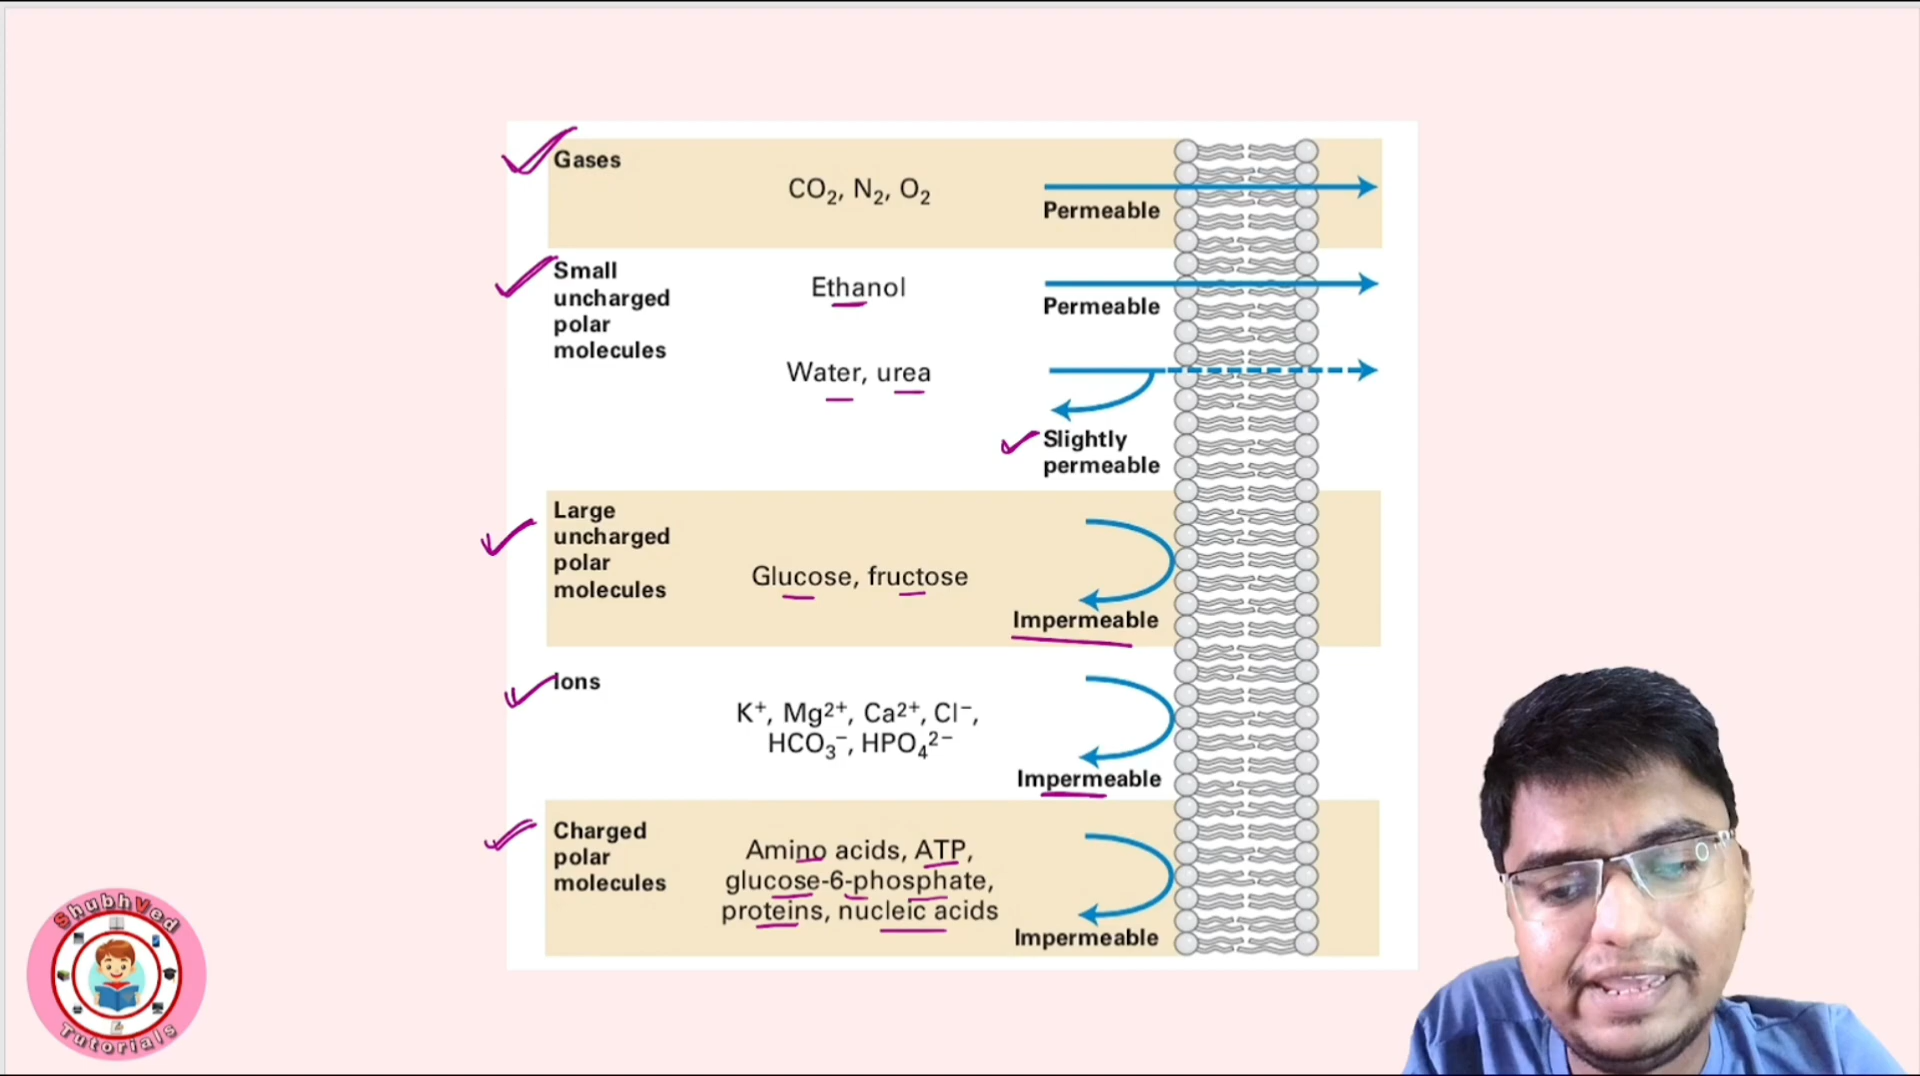 Gases
CO₂, N₂, O₂
Permeable
Small
uncharged
polar
molecules
Ethanol
Permeable
Water, urea
Slightly
permeable
Large
uncharged
polar
molecules
Glucose, fructose
Impermeable
Ions
K⁺, Mg²⁺, Ca²⁺, Cl⁻,
HCO₃⁻, HPO₄²⁻
Impermeable
Charged
polar
molecules
Amino acids, ATP,
glucose-6-phosphate,
proteins, nucleic acids
Impermeable
ShubhVed
Tutorials